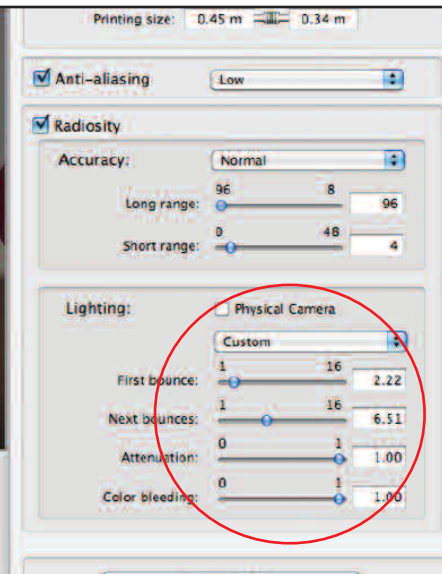 Printing size: 0.45 m 0.34 m
Anti-aliasing Low
Radiosity
Accuracy: Normal
96 8
Long range: 96
0 48
Short range: 4
Lighting: Physical Camera
Custom
1 16
First bounce: 2.22
1 16
Next bounces: 6.51
0 1
Attenuation: 1.00
0 1
Color bleeding: 1.00